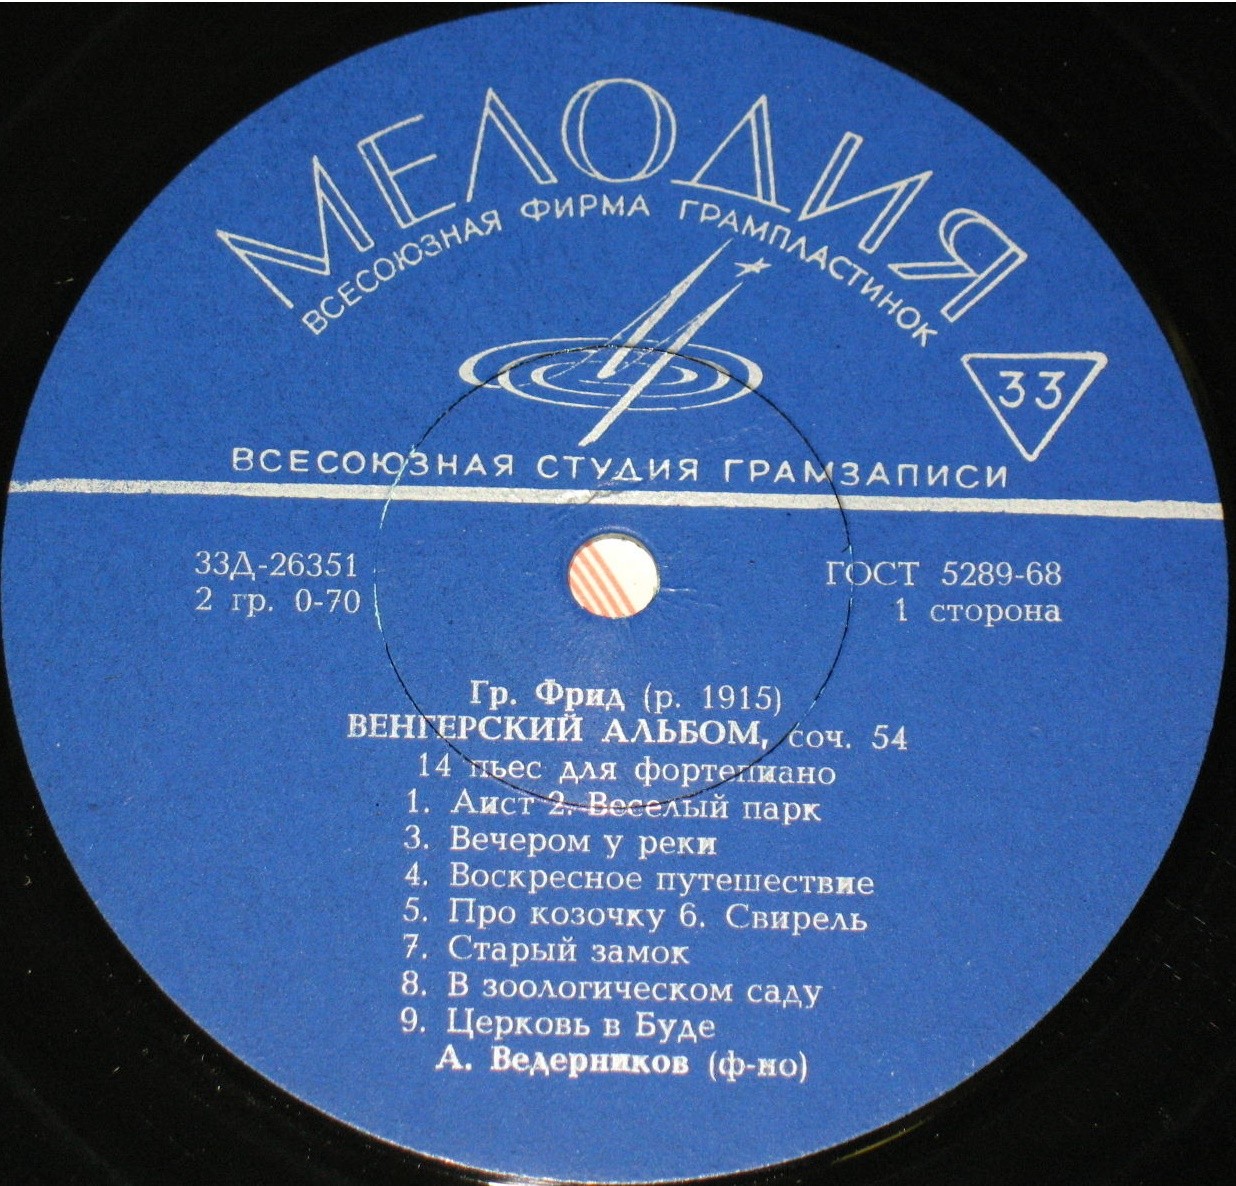 МЕЛОДИЯ
ВСЕСОЮЗНАЯ ФИРМА ГРАМПЛАСТИНОК
33
ВСЕСОЮЗНАЯ СТУДИЯ ГРАМЗАПИСИ
33Д-26351
2 гр. 0-70
ГОСТ 5289-68
1 сторона
Гр. Фрид (р. 1915)
ВЕНГЕРСКИЙ АЛЬБОМ, соч. 54
14 пьес для фортепиано
1. Аист 2. Веселый парк
3. Вечером у реки
4. Воскресное путешествие
5. Про козочку 6. Свирель
7. Старый замок
8. В зоологическом саду
9. Церковь в Буде
А. Ведерников (ф-но)